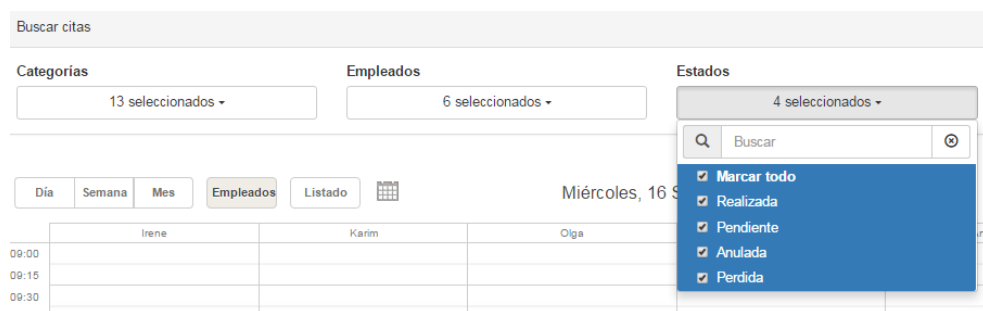 Buscar citas
Categorías Empleados Estados
13 seleccionados 6 seleccionados 4 seleccionados
Buscar
Marcar todo
Realizada
Pendiente
Anulada
Perdida
Día Semana Mes Empleados Listado Miércoles, 16
Irene Karim Olga
09:00
09:15
09:30